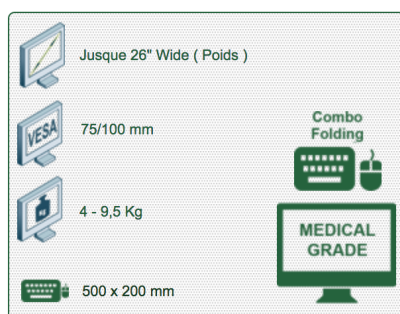 Jusque 26" Wide ( Poids )
VESA
75/100 mm
Combo
Folding
KG
4 - 9,5 Kg
MEDICAL
GRADE
500 x 200 mm